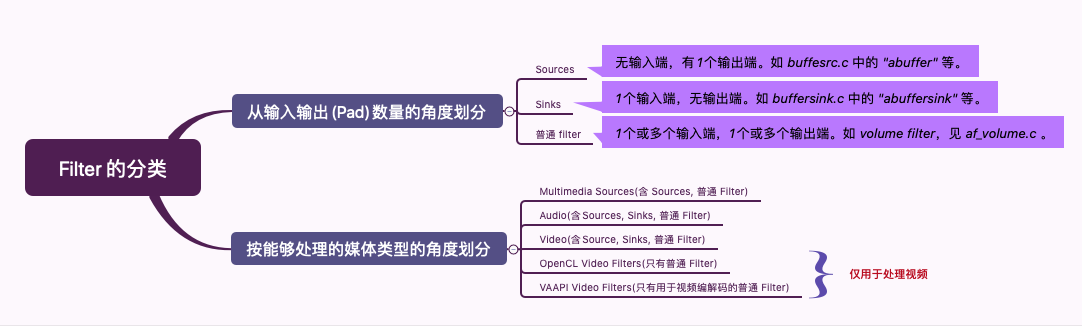 Filter 的分类
从输入输出 (Pad) 数量的角度划分
Sources
无输入端，有1个输出端。如 buffesrc.c 中的 "abuffer" 等。
Sinks
1个输入端，无输出端。如 buffersink.c 中的 "abuffersink" 等。
普通 filter
1个或多个输入端，1个或多个输出端。如 volume filter，见 af_volume.c 。
按能够处理的媒体类型的角度划分
Multimedia Sources(含 Sources, 普通 Filter)
Audio(含 Sources, Sinks, 普通 Filter)
Video(含 Source, Sinks, 普通 Filter)
OpenCL Video Filters(只有普通 Filter)
VAAPI Video Filters(只有用于视频编解码的普通 Filter)
仅用于处理视频